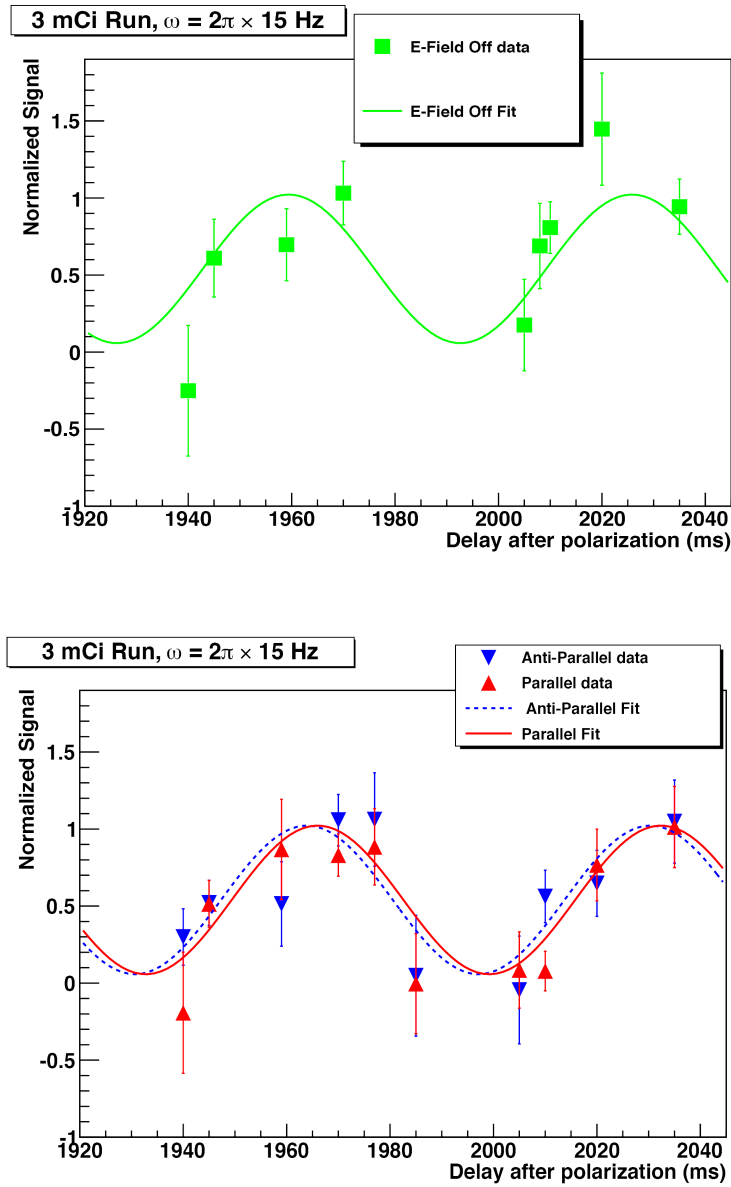 3 mCi Run, ω = 2π × 15 Hz
E-Field Off data
E-Field Off Fit
Normalized Signal
1.5
1
0.5
0
-0.5
-1
1920 1940 1960 1980 2000 2020 2040
Delay after polarization (ms)
3 mCi Run, ω = 2π × 15 Hz
Anti-Parallel data
Parallel data
Anti-Parallel Fit
Parallel Fit
Normalized Signal
1.5
1
0.5
0
-0.5
-1
1920 1940 1960 1980 2000 2020 2040
Delay after polarization (ms)